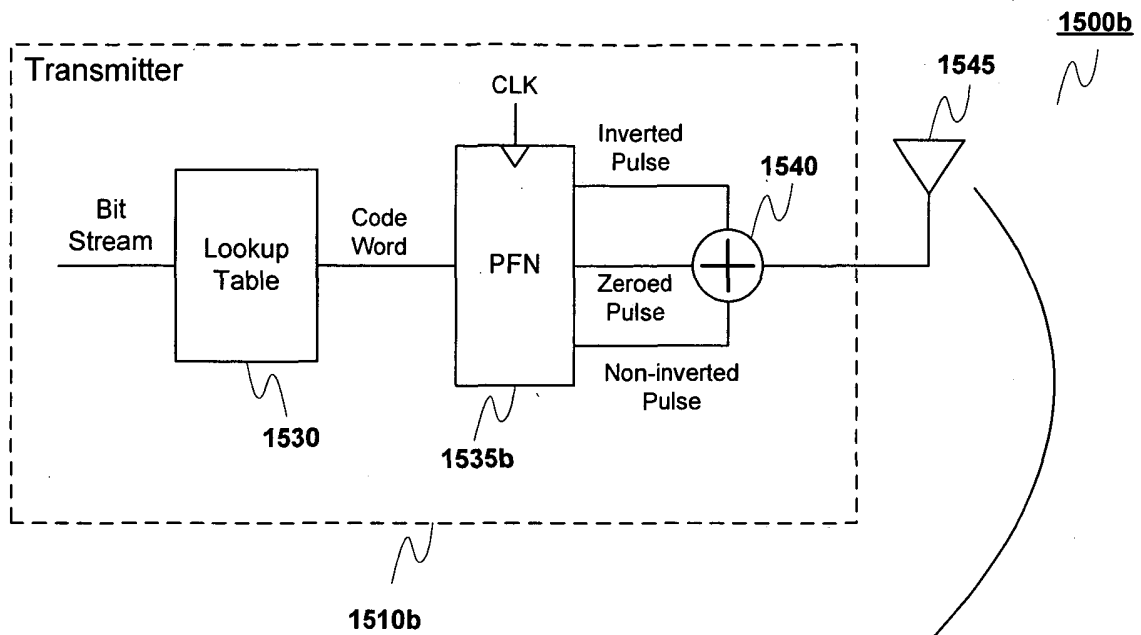 1500b
Transmitter
1545
CLK
Inverted
Pulse
1540
Bit
Stream
Lookup
Table
Code
Word
PFN
Zeroed
Pulse
Non-inverted
Pulse
1530
1535b
1510b